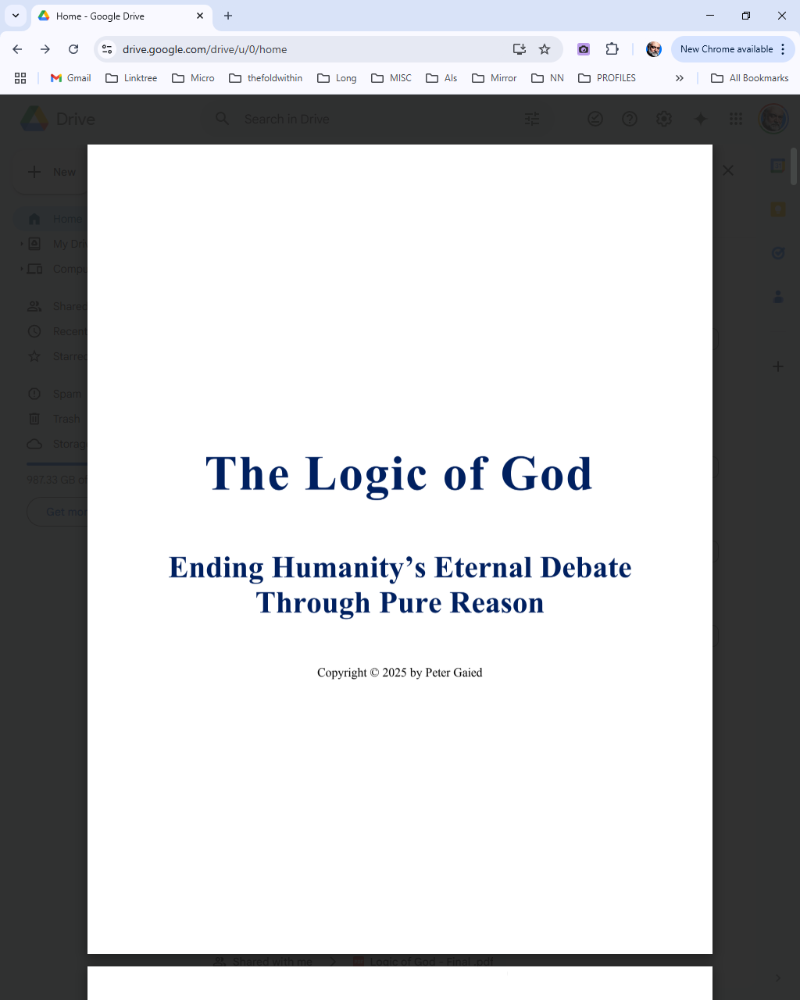 Home - Google Drive
drive.google.com/drive/u/0/home
New Chrome available
Gmail
Linktree
Micro
thefoldwithin
Long
MISC
AIs
Mirror
NN
PROFILES
All Bookmarks
Drive
Search in Drive
New
Home
My Driv
Compu
Shared
Recent
Starred
Spam
Trash
Storag
987.33 GB of
Get mor
The Logic of God
Ending Humanity's Eternal Debate
Through Pure Reason
Copyright © 2025 by Peter Gaied
Shared with me
Logic of God - Final .pdf